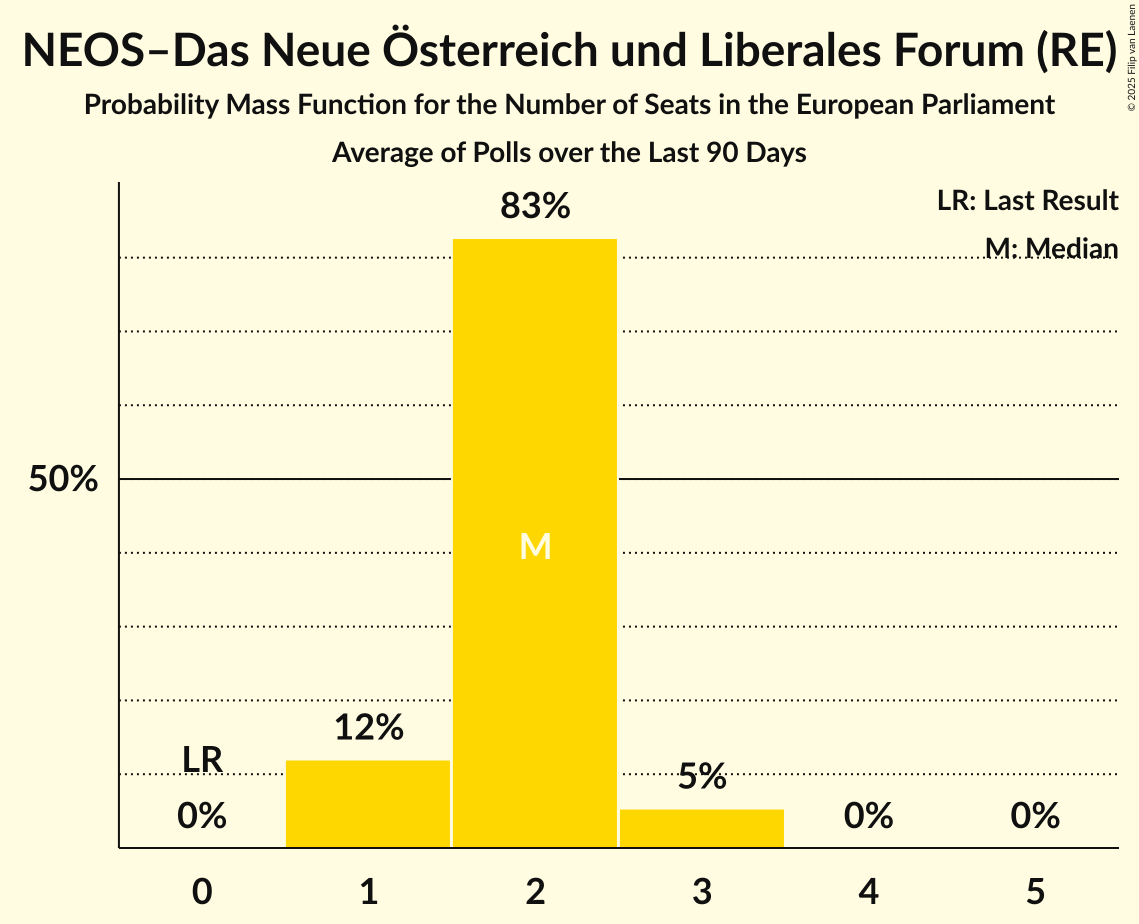 NEOS–Das Neue Österreich und Liberales Forum (RE)
Probability Mass Function for the Number of Seats in the European Parliament
Average of Polls over the Last 90 Days
© 2025 Filip van Laenen
LR: Last Result
M: Median
83%
50%
M
12%
LR
5%
0%
0%
0%
0 1 2 3 4 5